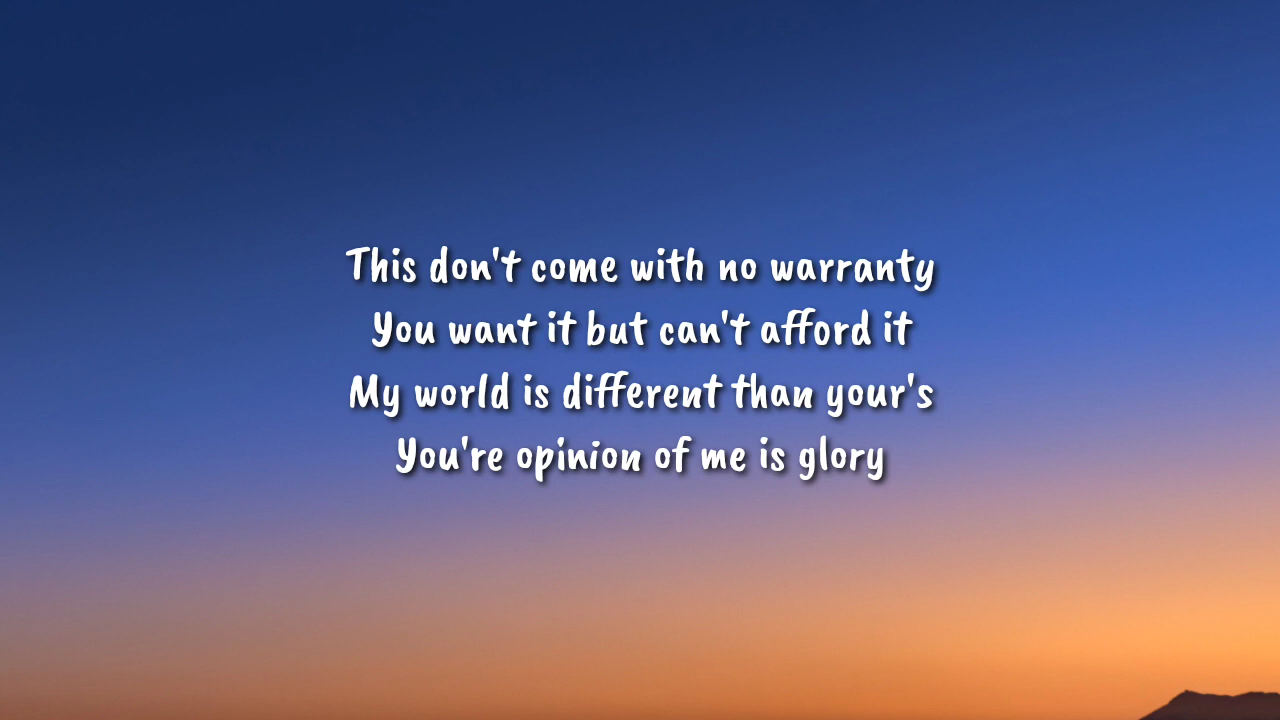 This don't come with no warranty
You want it but can't afford it
My world is different than your's
You're opinion of me is glory